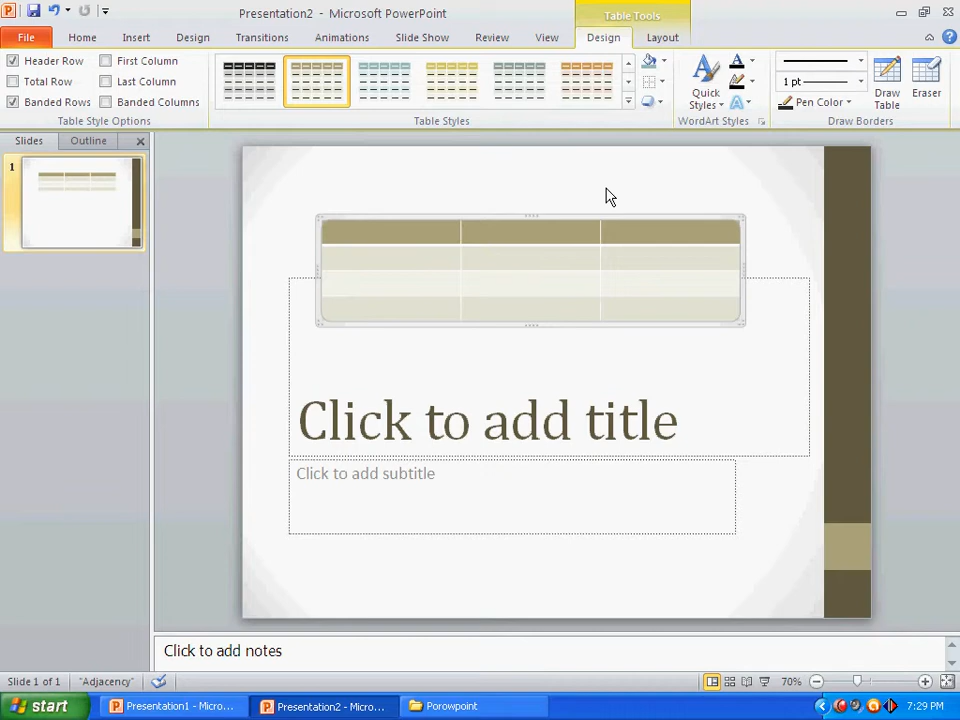 Presentation2 - Microsoft PowerPoint
Table Tools
File Home Insert Design Transitions Animations Slide Show Review View Design Layout
Header Row First Column
Total Row Last Column
Banded Rows Banded Columns
Table Style Options
Table Styles
Quick Styles
WordArt Styles
1 pt
Pen Color
Draw Table
Eraser
Draw Borders
Slides Outline
1
Click to add title
Click to add subtitle
Click to add notes
Slide 1 of 1 "Adjacency" 70%
start Presentation1 - Micro... Presentation2 - Micro... Porowpoint 7:29 PM